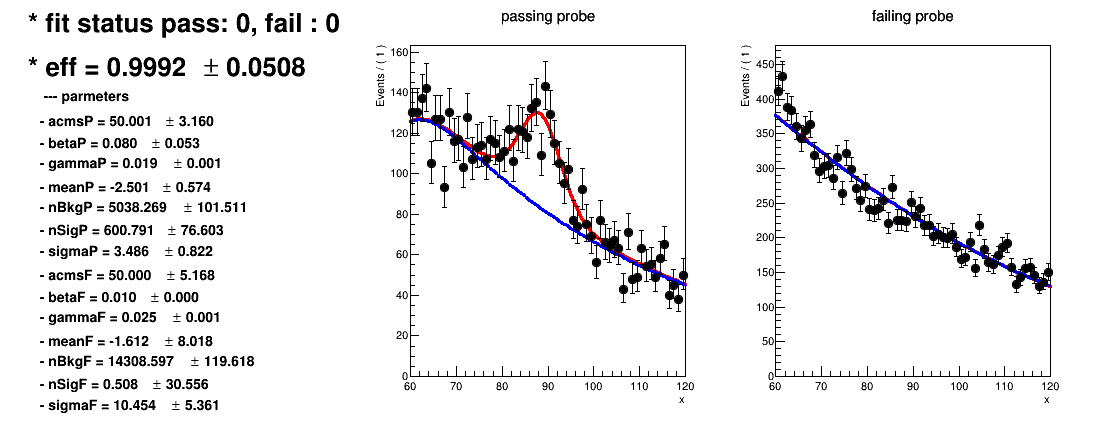 * fit status pass: 0, fail : 0
* eff = 0.9992 ± 0.0508
--- parmeters
- acmsP = 50.001 ± 3.160
- betaP = 0.080 ± 0.053
- gammaP = 0.019 ± 0.001
- meanP = -2.501 ± 0.574
- nBkgP = 5038.269 ± 101.511
- nSigP = 600.791 ± 76.603
- sigmaP = 3.486 ± 0.822
- acmsF = 50.000 ± 5.168
- betaF = 0.010 ± 0.000
- gammaF = 0.025 ± 0.001
- meanF = -1.612 ± 8.018
- nBkgF = 14308.597 ± 119.618
- nSigF = 0.508 ± 30.556
- sigmaF = 10.454 ± 5.361
passing probe
Events / ( 1 )
160
140
120
100
80
60
40
20
0
60 70 80 90 100 110 120
x
failing probe
Events / ( 1 )
450
400
350
300
250
200
150
100
50
0
60 70 80 90 100 110 120
x